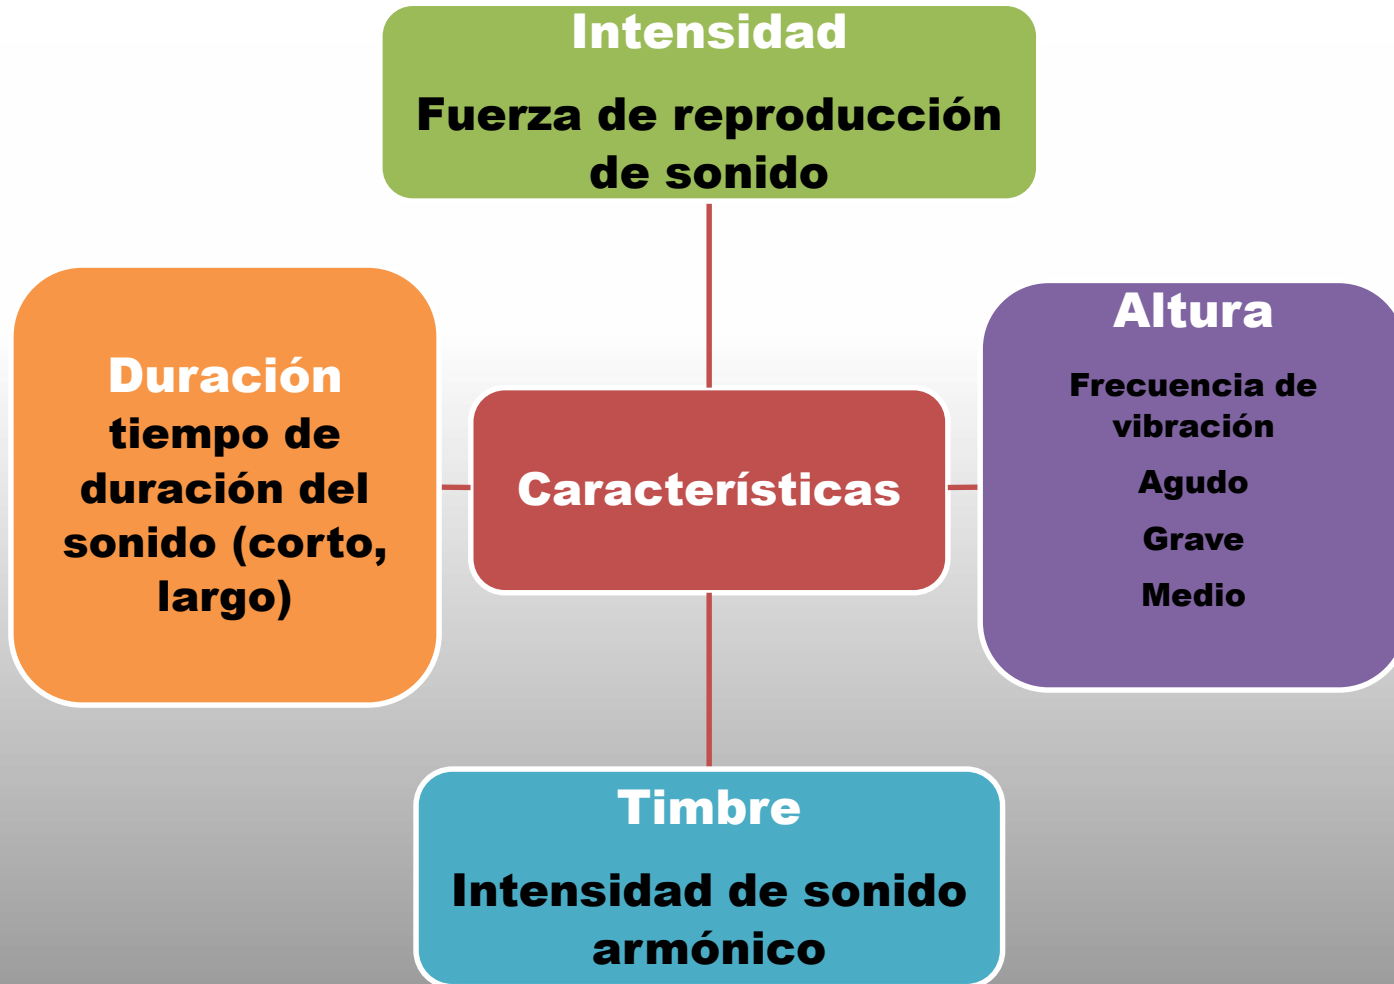 Intensidad
Fuerza de reproducción
de sonido
Duración
tiempo de
duración del
sonido (corto,
largo)
Características
Altura
Frecuencia de
vibración
Agudo
Grave
Medio
Timbre
Intensidad de sonido
armónico